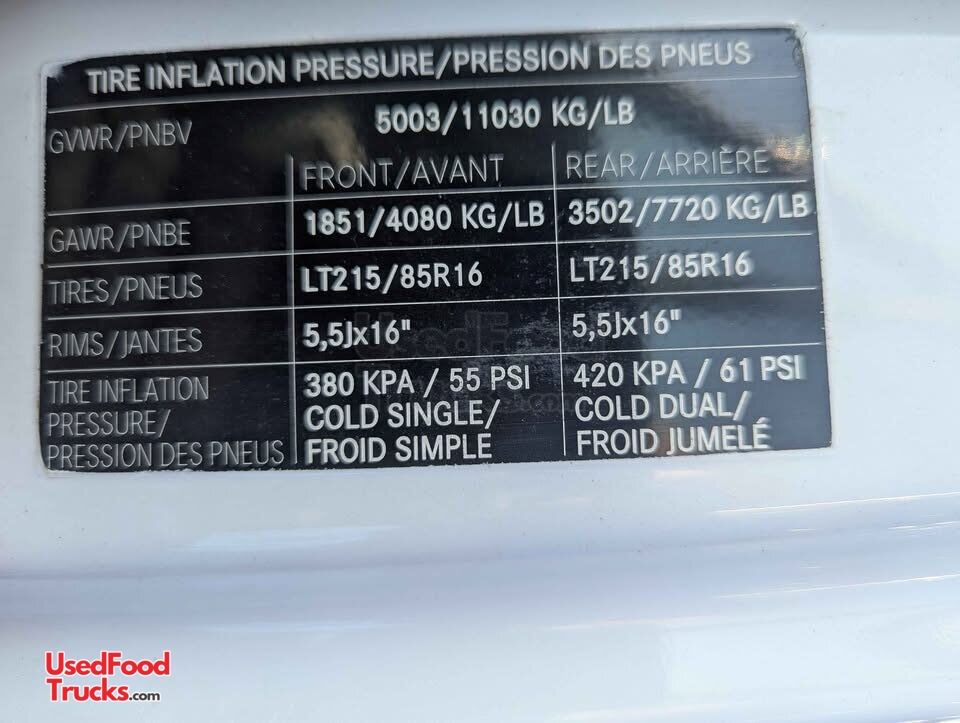 TIRE INFLATION PRESSURE/PRESSION DES PNEUS
GVWR/PNBV 5003/11030 KG/LB
FRONT/AVANT REAR/ARRIÈRE
GAWR/PNBE 1851/4080 KG/LB 3502/7720 KG/LB
TIRES/PNEUS LT215/85R16 LT215/85R16
RIMS/JANTES 5,5Jx16" 5,5Jx16"
TIRE INFLATION 380 KPA / 55 PSI 420 KPA / 61 PSI
PRESSURE/ COLD SINGLE/ COLD DUAL/
PRESSION DES PNEUS FROID SIMPLE FROID JUMELÉ
UsedFood
Trucks.com